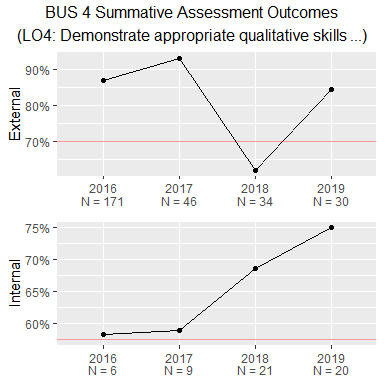 BUS 4 Summative Assessment Outcomes
(LO4: Demonstrate appropriate qualitative skills ...)
External
90%
80%
70%
2016 2017 2018 2019
N = 171 N = 46 N = 34 N = 30
Internal
75%
70%
65%
60%
2016 2017 2018 2019
N = 6 N = 9 N = 21 N = 20